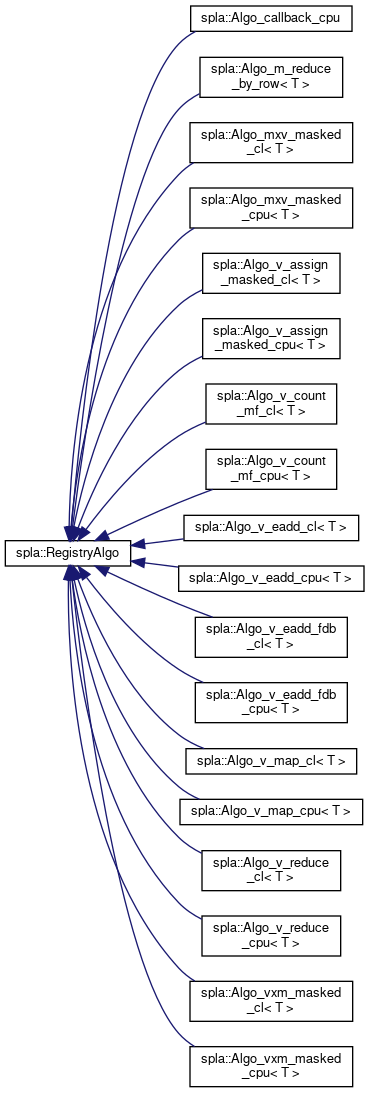 spla::Algo_callback_cpu
spla::Algo_m_reduce
_by_row< T >
spla::Algo_mxv_masked
_cl< T >
spla::Algo_mxv_masked
_cpu< T >
spla::Algo_v_assign
_masked_cl< T >
spla::Algo_v_assign
_masked_cpu< T >
spla::Algo_v_count
_mf_cl< T >
spla::Algo_v_count
_mf_cpu< T >
spla::Algo_v_eadd_cl< T >
spla::RegistryAlgo
spla::Algo_v_eadd_cpu< T >
spla::Algo_v_eadd_fdb
_cl< T >
spla::Algo_v_eadd_fdb
_cpu< T >
spla::Algo_v_map_cl< T >
spla::Algo_v_map_cpu< T >
spla::Algo_v_reduce
_cl< T >
spla::Algo_v_reduce
_cpu< T >
spla::Algo_vxm_masked
_cl< T >
spla::Algo_vxm_masked
_cpu< T >